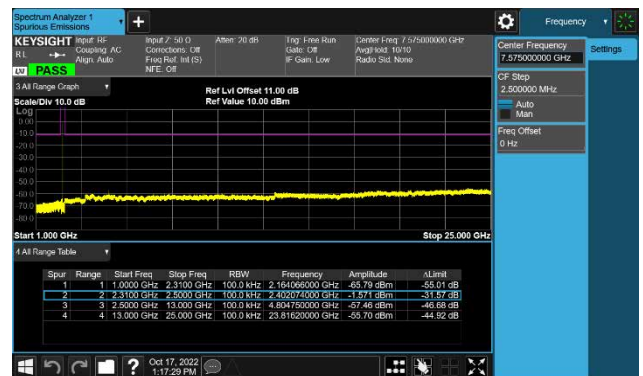 Spectrum Analyzer 1
Spurious Emissions
+
Frequency
KEYSIGHT Input: RF
Coupling: AC
Align: Auto
RL
LW PASS
Input Z: 50 Ω
Corrections: Off
Freq Ref: Int (S)
NFE: Off
Atten: 20 dB
Trig: Free Run
Gate: Off
IF Gain: Low
Center Freq: 7.575000000 GHz
Avg|Hold: 10/10
Radio Std: None
Center Frequency
7.575000000 GHz
Settings
CF Step
2.500000 MHz
Auto
Man
Freq Offset
0 Hz
3 All Range Graph
Scale/Div 10.0 dB
Ref Lvl Offset 11.00 dB
Ref Value 10.00 dBm
Log
0.00
-10.0
-20.0
-30.0
-40.0
-50.0
-60.0
-70.0
-80.0
Start 1.000 GHz
Stop 25.000 GHz
4 All Range Table
Spur Range Start Freq Stop Freq RBW Frequency Amplitude ΔLimit
1 1 1.0000 GHz 2.3100 GHz 100.0 kHz 2.164066000 GHz -65.79 dBm -55.01 dB
2 2 2.3100 GHz 2.5000 GHz 100.0 kHz 2.402074000 GHz -1.571 dBm -31.57 dB
3 3 2.5000 GHz 13.000 GHz 100.0 kHz 4.804750000 GHz -57.46 dBm -46.68 dB
4 4 13.000 GHz 25.000 GHz 100.0 kHz 23.81620000 GHz -55.70 dBm -44.92 dB
?
Oct 17, 2022
1:17:29 PM